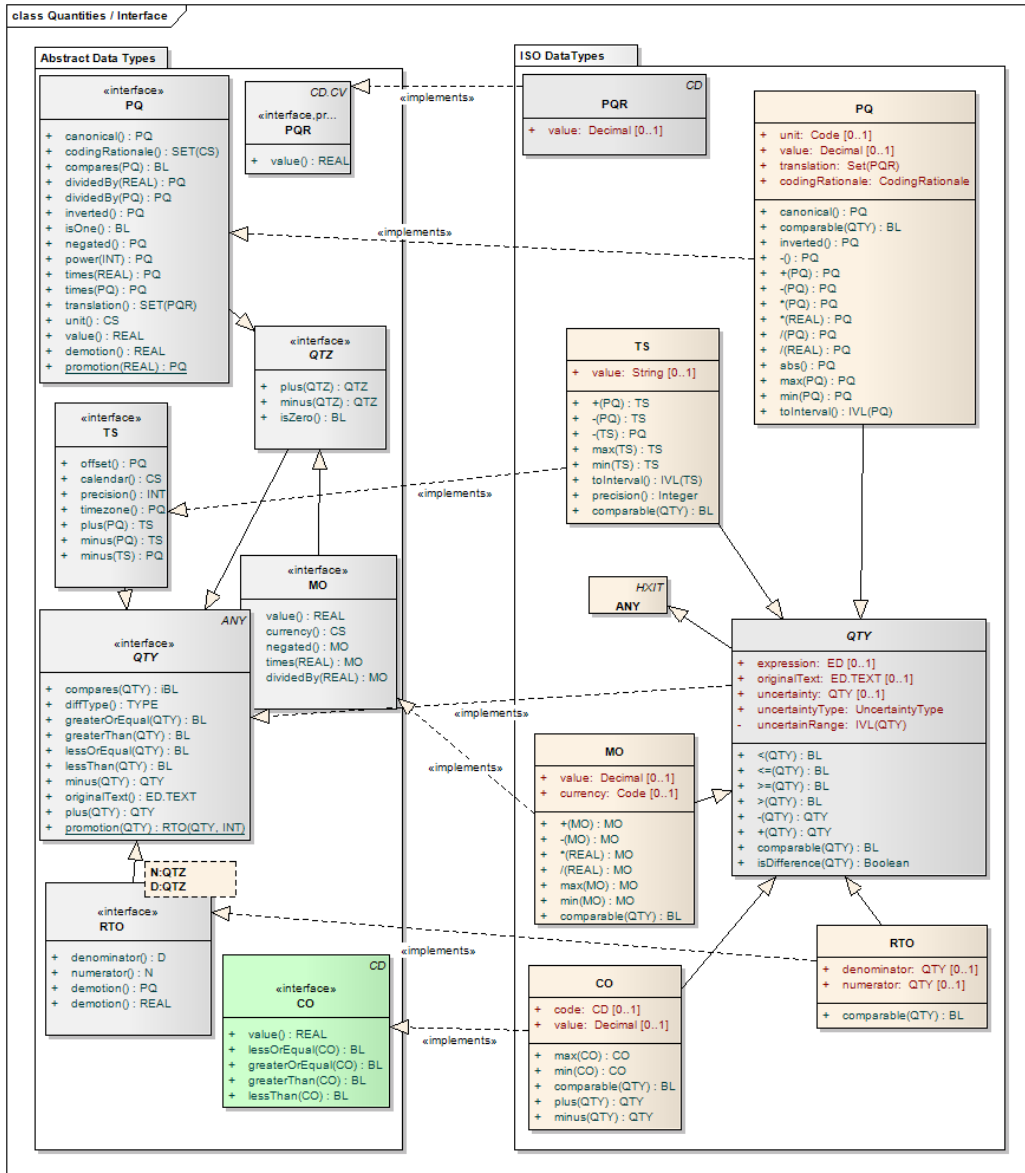 class Quantities / Interface
Abstract Data Types
«interface»
PQ
+ canonical() : PQ
+ codingRationale() : SET(CS)
+ compares(PQ) : BL
+ dividedBy(REAL) : PQ
+ dividedBy(PQ) : PQ
+ inverted() : PQ
+ isOne() : BL
+ negated() : PQ
+ power(INT) : PQ
+ times(REAL) : PQ
+ times(PQ) : PQ
+ translation() : SET(PQR)
+ unit() : CS
+ value() : REAL
+ demotion() : REAL
+ promotion(REAL) : PQ
CD.CV
«interface,pr...
PQR
+ value() : REAL
«interface»
QTZ
+ plus(QTZ) : QTZ
+ minus(QTZ) : QTZ
+ isZero() : BL
«interface»
TS
+ offset() : PQ
+ calendar() : CS
+ precision() : INT
+ timezone() : PQ
+ plus(PQ) : TS
+ minus(PQ) : TS
+ minus(TS) : PQ
«interface»
MO
value() : REAL
currency() : CS
negated() : MO
times(REAL) : MO
dividedBy(REAL) : MO
ANY
«interface»
QTY
+ compares(QTY) : iBL
+ diffType() : TYPE
+ greaterOrEqual(QTY) : BL
+ greaterThan(QTY) : BL
+ lessOrEqual(QTY) : BL
+ lessThan(QTY) : BL
+ minus(QTY) : QTY
+ originalText() : ED.TEXT
+ plus(QTY) : QTY
+ promotion(QTY) : RTO(QTY, INT)
N:QTZ
D:QTZ
«interface»
RTO
+ denominator() : D
+ numerator() : N
+ demotion() : PQ
+ demotion() : REAL
CD
«interface»
CO
+ value() : REAL
+ lessOrEqual(CO) : BL
+ greaterOrEqual(CO) : BL
+ greaterThan(CO) : BL
+ lessThan(CO) : BL
«implements»
«implements»
«implements»
«implements»
«implements»
«implements»
«implements»
ISO DataTypes
CD
PQR
+ value: Decimal [0..1]
PQ
+ unit: Code [0..1]
+ value: Decimal [0..1]
+ translation: Set(PQR)
+ codingRationale: CodingRationale
+ canonical() : PQ
+ comparable(QTY) : BL
+ inverted() : PQ
+ -() : PQ
+ +(PQ) : PQ
+ -(PQ) : PQ
+ *(PQ) : PQ
+ *(REAL) : PQ
+ /(PQ) : PQ
+ /(REAL) : PQ
+ abs() : PQ
+ max(PQ) : PQ
+ min(PQ) : PQ
+ toInterval() : IVL(PQ)
TS
+ value: String [0..1]
+ +(PQ) : TS
+ -(PQ) : TS
+ -(TS) : PQ
+ max(TS) : TS
+ min(TS) : TS
+ toInterval() : IVL(TS)
+ precision() : Integer
+ comparable(QTY) : BL
HXIT
ANY
QTY
+ expression: ED [0..1]
+ originalText: ED.TEXT [0..1]
+ uncertainty: QTY [0..1]
+ uncertaintyType: UncertaintyType
- uncertainRange: IVL(QTY)
+ <(QTY) : BL
+ <=(QTY) : BL
+ >=(QTY) : BL
+ >(QTY) : BL
+ -(QTY) : QTY
+ +(QTY) : QTY
+ comparable(QTY) : BL
+ isDifference(QTY) : Boolean
MO
+ value: Decimal [0..1]
+ currency: Code [0..1]
+ +(MO) : MO
+ -(MO) : MO
+ *(REAL) : MO
+ /(REAL) : MO
+ max(MO) : MO
+ min(MO) : MO
+ comparable(QTY) : BL
RTO
+ denominator: QTY [0..1]
+ numerator: QTY [0..1]
+ comparable(QTY) : BL
CO
+ code: CD [0..1]
+ value: Decimal [0..1]
+ max(CO) : CO
+ min(CO) : CO
+ comparable(QTY) : BL
+ plus(QTY) : QTY
+ minus(QTY) : QTY